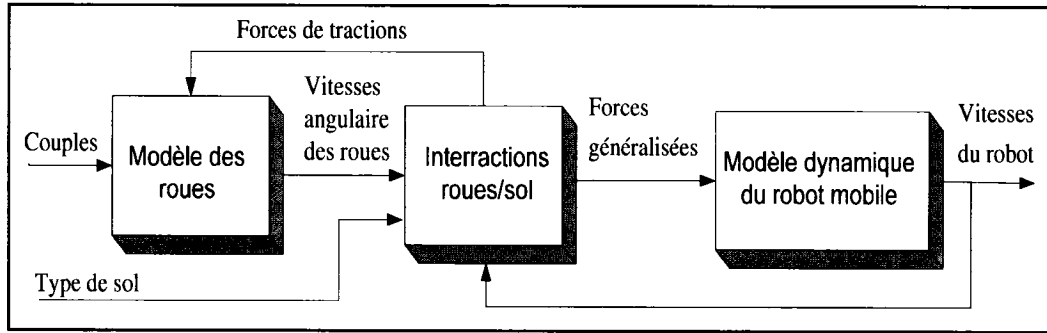 Forces de tractions
Vitesses
angulaire
des roues
Forces
généralisées
Vitesses
du robot
Couples
Modèle des
roues
Interractions
roues/sol
Modèle dynamique
du robot mobile
Type de sol